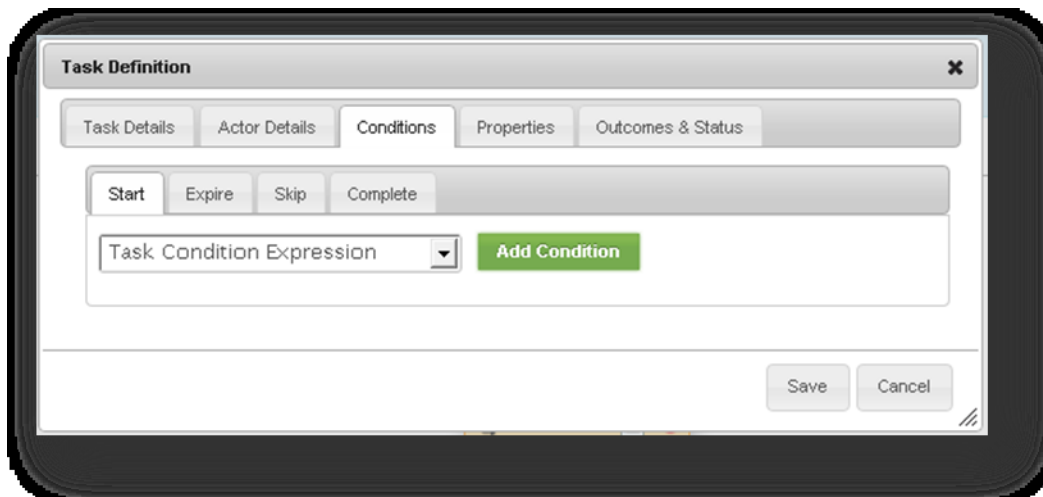 Task Definition
Task Details Actor Details Conditions Properties Outcomes & Status
Start Expire Skip Complete
Task Condition Expression Add Condition
Save Cancel